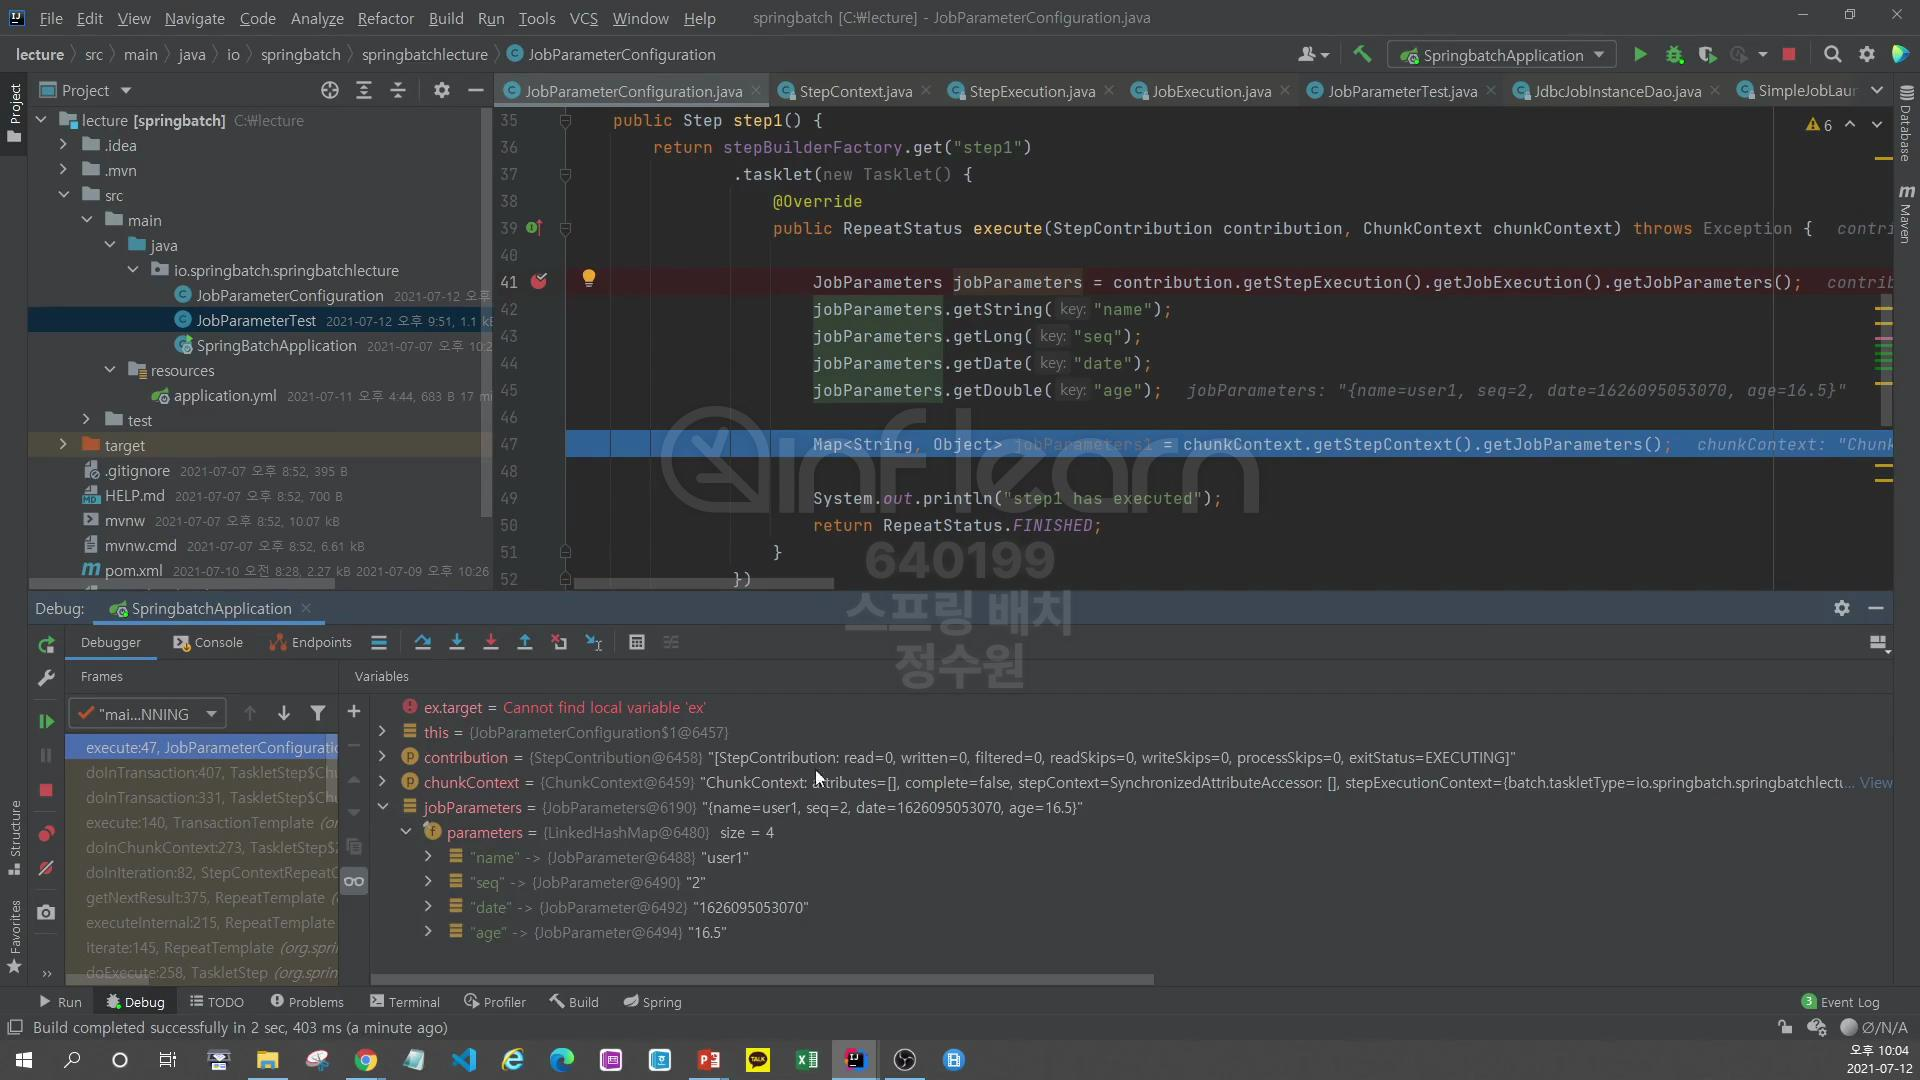 File Edit View Navigate Code Analyze Refactor Build Run Tools VCS Window Help springbatch [C:₩lecture] - JobParameterConfiguration.java
lecture src main java io springbatch springbatchlecture JobParameterConfiguration SpringbatchApplication
Project
JobParameterConfiguration.java StepContext.java StepExecution.java JobExecution.java JobParameterTest.java JdbcJobInstanceDao.java SimpleJobLaun
lecture [springbatch] C:₩lecture
.idea
.mvn
src
main
java
io.springbatch.springbatchlecture
JobParameterConfiguration 2021-07-12 오후
JobParameterTest 2021-07-12 오후 9:51, 1.1 kB
SpringBatchApplication 2021-07-07 오후 10:2
resources
application.yml 2021-07-11 오후 4:44, 683 B 17 mi
test
target
.gitignore 2021-07-07 오후 8:52, 395 B
HELP.md 2021-07-07 오후 8:52, 700 B
mvnw 2021-07-07 오후 8:52, 10.07 kB
mvnw.cmd 2021-07-07 오후 8:52, 6.61 kB
pom.xml 2021-07-10 오전 8:28, 2.27 kB 2021-07-09 오후 10:26
35 public Step step1() {
36 return stepBuilderFactory.get("step1")
37 .tasklet(new Tasklet() {
38 @Override
39 public RepeatStatus execute(StepContribution contribution, ChunkContext chunkContext) throws Exception { contri
40
41 JobParameters jobParameters = contribution.getStepExecution().getJobExecution().getJobParameters(); contrib
42 jobParameters.getString( key: "name");
43 jobParameters.getLong( key: "seq");
44 jobParameters.getDate( key: "date");
45 jobParameters.getDouble( key: "age"); jobParameters: "{name=user1, seq=2, date=1626095053070, age=16.5}"
46
47 Map<String, Object> jobParameters1 = chunkContext.getStepContext().getJobParameters(); chunkContext: "Chunk
48
49 System.out.println("step1 has executed");
50 return RepeatStatus.FINISHED;
51 }
52 })
6
inflearn
640199
스프링 배치
정수원
Project
Structure
Favorites
Database
Maven
Debug: SpringbatchApplication
Debugger Console Endpoints
Frames Variables
"mai...NNING
execute:47, JobParameterConfiguratic
doInTransaction:407, TaskletStep$Chu
doInTransaction:331, TaskletStep$Chu
execute:140, TransactionTemplate (or
doInChunkContext:273, TaskletStep$2
doInIteration:82, StepContextRepeatC
getNextResult:375, RepeatTemplate (
executeInternal:215, RepeatTemplate
iterate:145, RepeatTemplate (org.spri
doExecute:258, TaskletStep (org.sprin
ex.target = Cannot find local variable 'ex'
this = {JobParameterConfiguration$1@6457}
contribution = {StepContribution@6458} "[StepContribution: read=0, written=0, filtered=0, readSkips=0, writeSkips=0, processSkips=0, exitStatus=EXECUTING]"
chunkContext = {ChunkContext@6459} "ChunkContext: attributes=[], complete=false, stepContext=SynchronizedAttributeAccessor: [], stepExecutionContext={batch.taskletType=io.springbatch.springbatchlectu... View
jobParameters = {JobParameters@6190} "{name=user1, seq=2, date=1626095053070, age=16.5}"
parameters = {LinkedHashMap@6480} size = 4
"name" -> {JobParameter@6488} "user1"
"seq" -> {JobParameter@6490} "2"
"date" -> {JobParameter@6492} "1626095053070"
"age" -> {JobParameter@6494} "16.5"
Run Debug TODO Problems Terminal Profiler Build Spring 3 Event Log
Build completed successfully in 2 sec, 403 ms (a minute ago) Ø/N/A
오후 10:04
2021-07-12